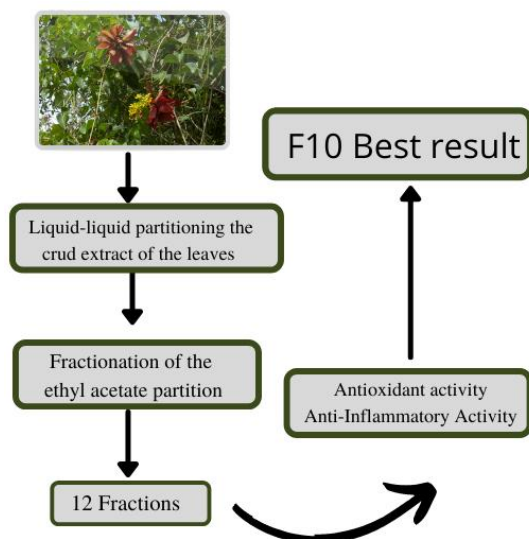 Liquid-liquid partitioning the
crud extract of the leaves
Fractionation of the
ethyl acetate partition
12 Fractions
Antioxidant activity
Anti-Inflammatory Activity
F10 Best result